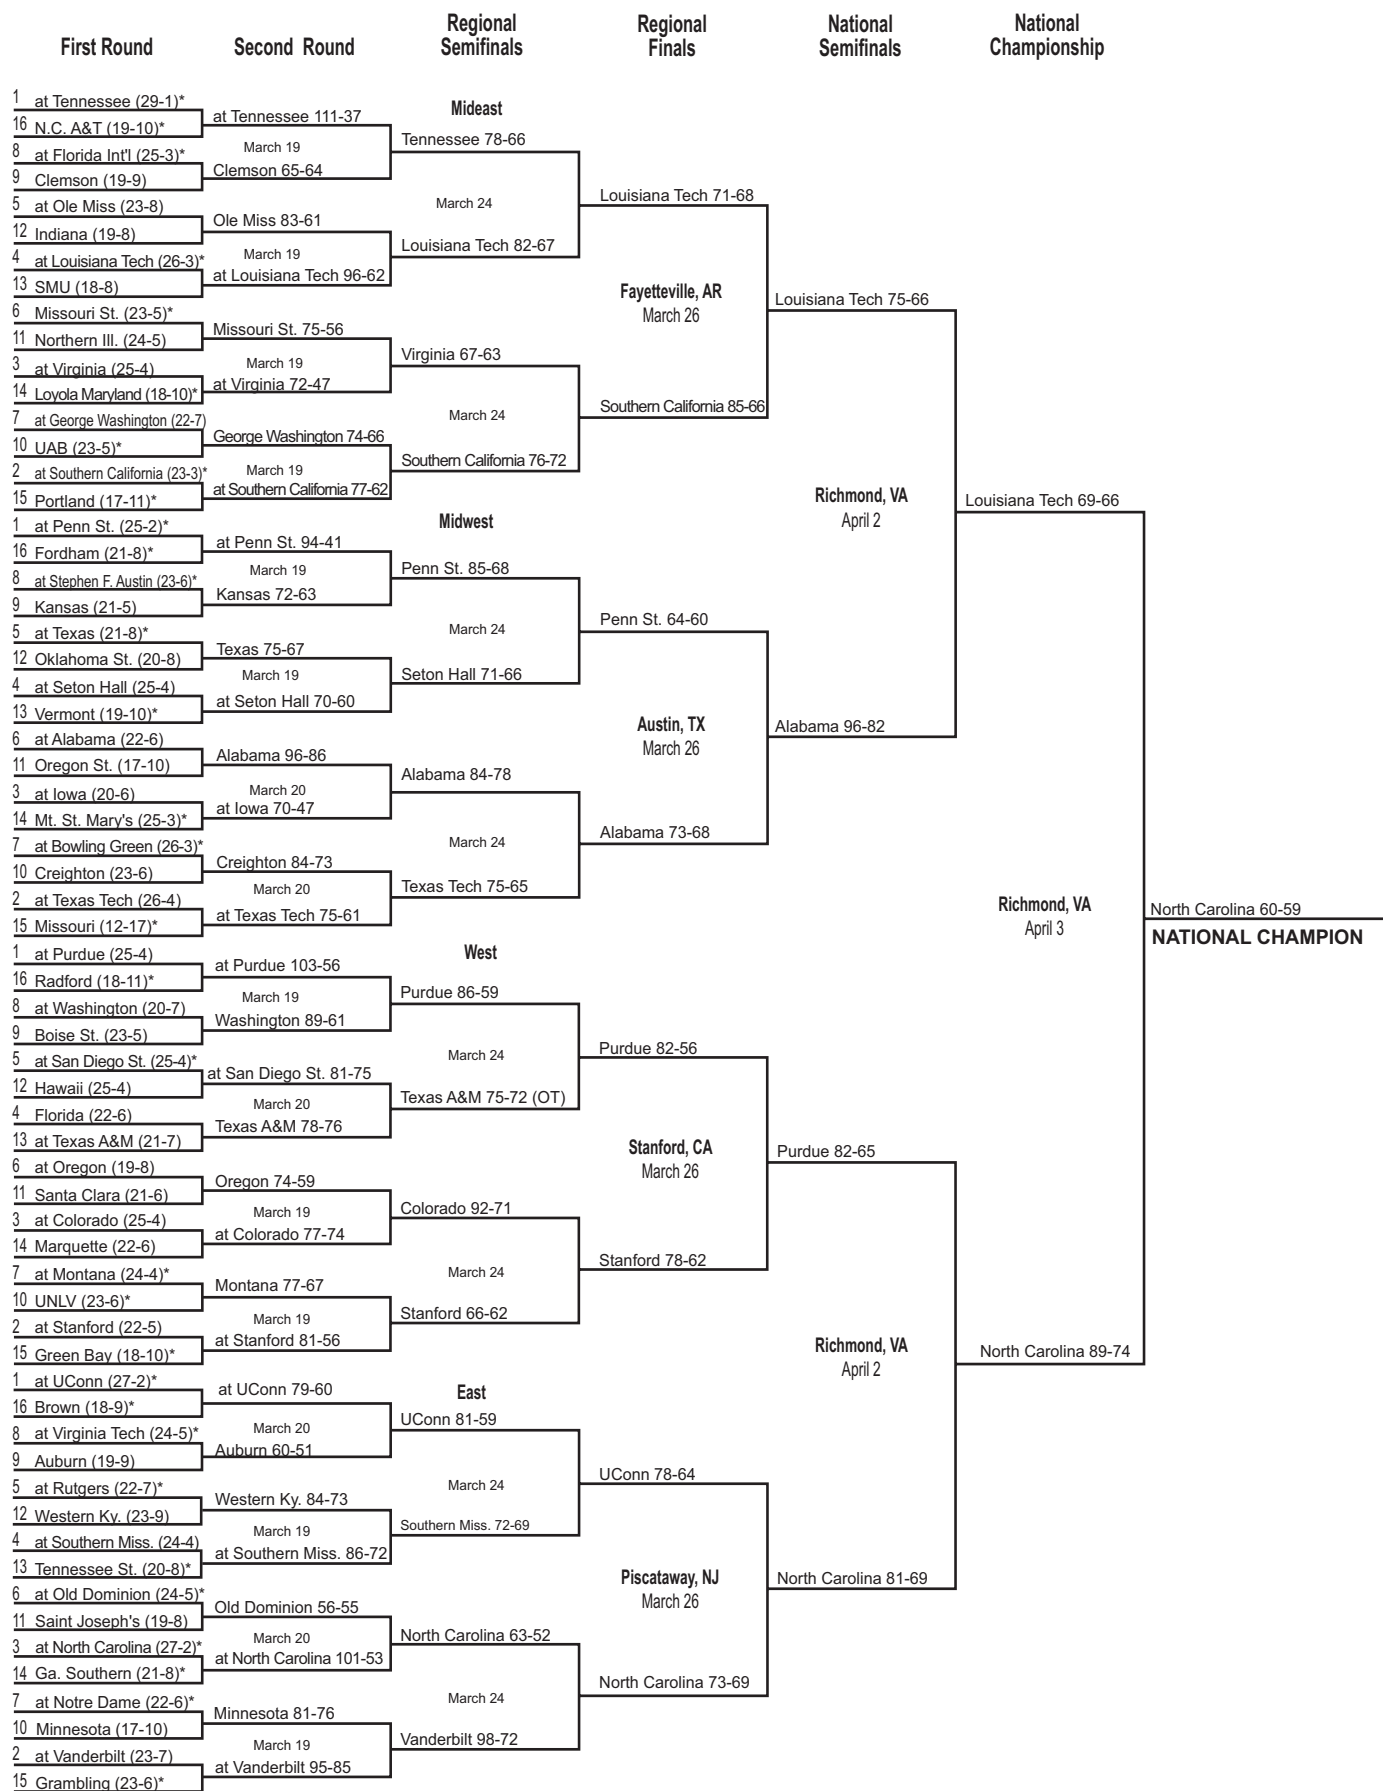 First Round
Second Round
Regional
Semifinals
Regional
Finals
National
Semifinals
National
Championship
1 at Tennessee (29-1)*
16 N.C. A&T (19-10)*
8 at Florida Int'l (25-3)*
9 Clemson (19-9)
5 at Ole Miss (23-8)
12 Indiana (19-8)
4 at Louisiana Tech (26-3)*
13 SMU (18-8)
6 Missouri St. (23-5)*
11 Northern Ill. (24-5)
3 at Virginia (25-4)
14 Loyola Maryland (18-10)*
7 at George Washington (22-7)
10 UAB (23-5)*
2 at Southern California (23-3)*
15 Portland (17-11)*
1 at Penn St. (25-2)*
16 Fordham (21-8)*
8 at Stephen F. Austin (23-6)*
9 Kansas (21-5)
5 at Texas (21-8)*
12 Oklahoma St. (20-8)
4 at Seton Hall (25-4)
13 Vermont (19-10)*
6 at Alabama (22-6)
11 Oregon St. (17-10)
3 at Iowa (20-6)
14 Mt. St. Mary's (25-3)*
7 at Bowling Green (26-3)*
10 Creighton (23-6)
2 at Texas Tech (26-4)
15 Missouri (12-17)*
1 at Purdue (25-4)
16 Radford (18-11)*
8 at Washington (20-7)
9 Boise St. (23-5)
5 at San Diego St. (25-4)*
12 Hawaii (25-4)
4 Florida (22-6)
13 at Texas A&M (21-7)
6 at Oregon (19-8)
11 Santa Clara (21-6)
3 at Colorado (25-4)
14 Marquette (22-6)
7 at Montana (24-4)*
10 UNLV (23-6)*
2 at Stanford (22-5)
15 Green Bay (18-10)*
1 at UConn (27-2)*
16 Brown (18-9)*
8 at Virginia Tech (24-5)*
9 Auburn (19-9)
5 at Rutgers (22-7)*
12 Western Ky. (23-9)
4 at Southern Miss. (24-4)
13 Tennessee St. (20-8)*
6 at Old Dominion (24-5)*
11 Saint Joseph's (19-8)
3 at North Carolina (27-2)*
14 Ga. Southern (21-8)*
7 at Notre Dame (22-6)*
10 Minnesota (17-10)
2 at Vanderbilt (23-7)
15 Grambling (23-6)*
at Tennessee 111-37
March 19
Clemson 65-64
Ole Miss 83-61
March 19
at Louisiana Tech 96-62
Missouri St. 75-56
March 19
at Virginia 72-47
George Washington 74-66
March 19
at Southern California 77-62
at Penn St. 94-41
March 19
Kansas 72-63
Texas 75-67
March 19
at Seton Hall 70-60
Alabama 96-86
March 20
at Iowa 70-47
Creighton 84-73
March 20
at Texas Tech 75-61
at Purdue 103-56
March 19
Washington 89-61
at San Diego St. 81-75
March 20
Texas A&M 78-76
Oregon 74-59
March 19
at Colorado 77-74
Montana 77-67
March 19
at Stanford 81-56
at UConn 79-60
March 20
Auburn 60-51
Western Ky. 84-73
March 19
at Southern Miss. 86-72
Old Dominion 56-55
March 20
at North Carolina 101-53
Minnesota 81-76
March 19
at Vanderbilt 95-85
Mideast
Tennessee 78-66
March 24
Louisiana Tech 82-67
Virginia 67-63
March 24
Southern California 76-72
Midwest
Penn St. 85-68
March 24
Seton Hall 71-66
Alabama 84-78
March 24
Texas Tech 75-65
West
Purdue 86-59
March 24
Texas A&M 75-72 (OT)
Colorado 92-71
March 24
Stanford 66-62
East
UConn 81-59
March 24
Southern Miss. 72-69
North Carolina 63-52
March 24
Vanderbilt 98-72
Louisiana Tech 71-68
Fayetteville, AR
March 26
Southern California 85-66
Penn St. 64-60
Austin, TX
March 26
Alabama 73-68
Purdue 82-56
Stanford, CA
March 26
Stanford 78-62
UConn 78-64
Piscataway, NJ
March 26
North Carolina 73-69
Louisiana Tech 75-66
Richmond, VA
April 2
Alabama 96-82
Purdue 82-65
Richmond, VA
April 2
North Carolina 81-69
Louisiana Tech 69-66
Richmond, VA
April 3
North Carolina 89-74
North Carolina 60-59
NATIONAL CHAMPION